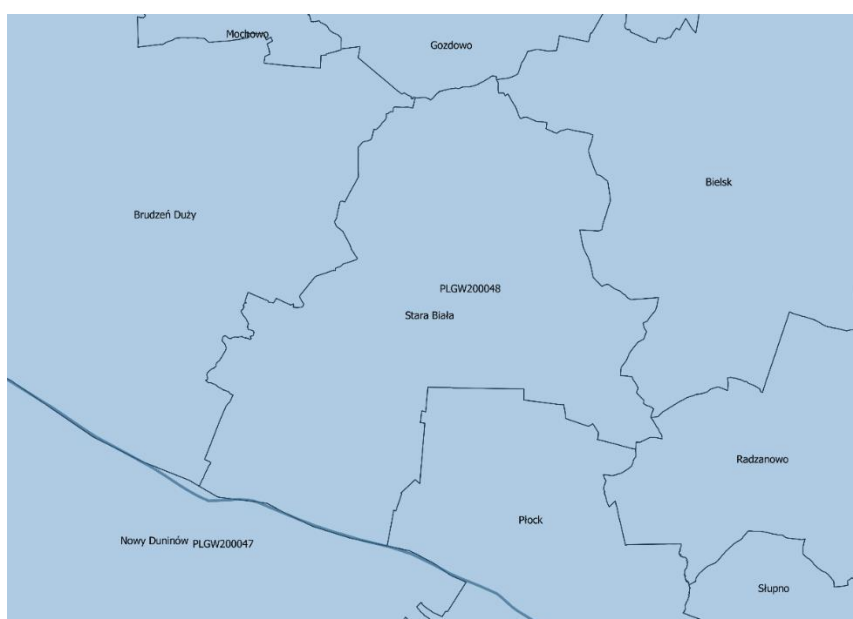 Mochowo
Gozdowo
Bielsk
Brudzeń Duży
PLGW200048
Stara Biała
Radzanowo
Płock
Nowy Duninów PLGW200047
Słupno